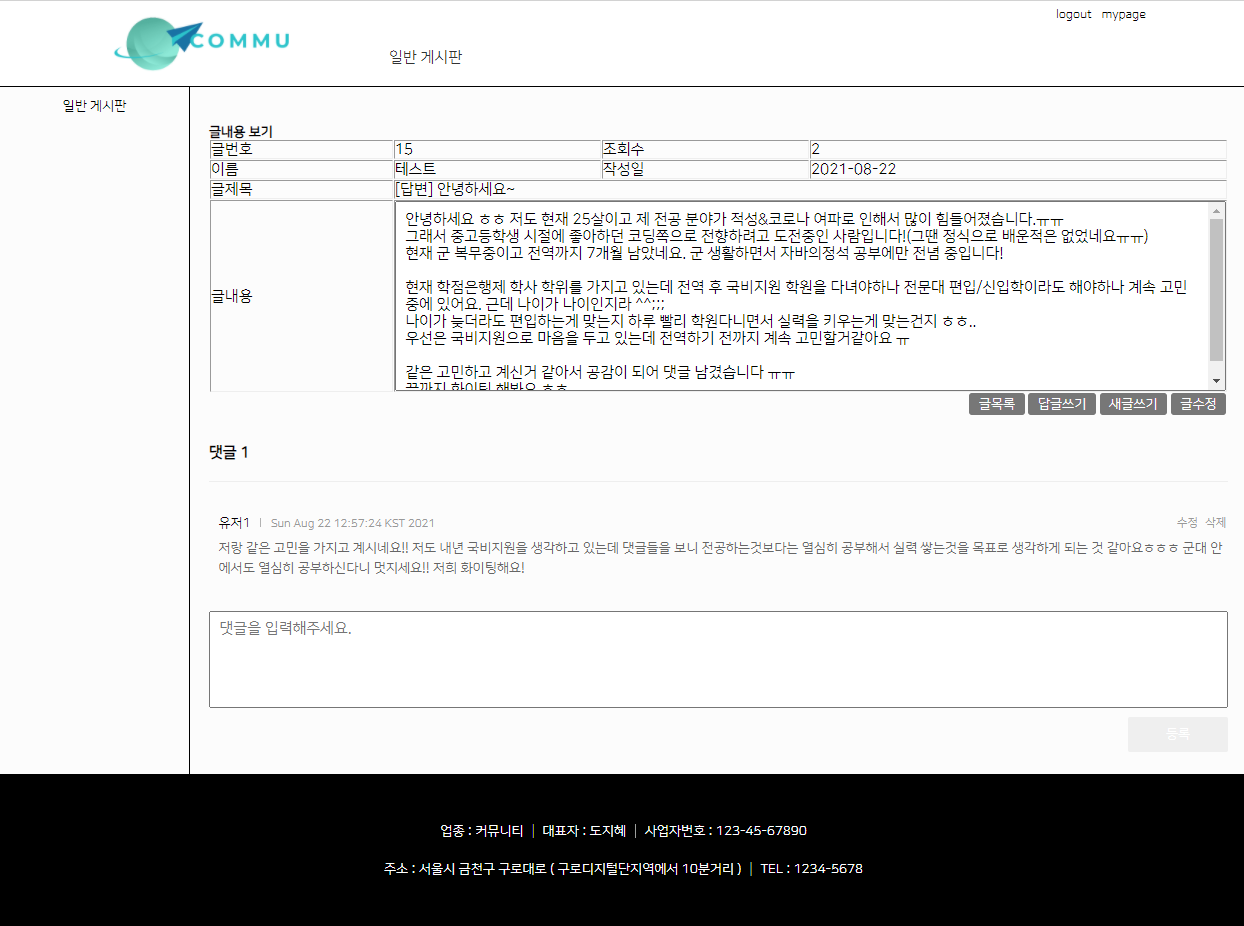 logout mypage
COMMU
일반 게시판
일반 게시판
글내용 보기
글번호 15 조회수 2
이름 테스트 작성일 2021-08-22
글제목 [답변] 안녕하세요~
글내용
안녕하세요 ㅎㅎ 저도 현재 25살이고 제 전공 분야가 적성&코로나 여파로 인해서 많이 힘들어졌습니다.ㅠㅠ
그래서 중고등학생 시절에 좋아하던 코딩쪽으로 전향하려고 도전중인 사람입니다!(그땐 정식으로 배운적은 없었네요ㅠㅠ)
현재 군 복무중이고 전역까지 7개월 남았네요. 군 생활하면서 자바의정석 공부에만 전념 중입니다!
현재 학점은행제 학사 학위를 가지고 있는데 전역 후 국비지원 학원을 다녀야하나 전문대 편입/신입학이라도 해야하나 계속 고민
중에 있어요. 근데 나이가 나이인지라 ^^;;;
나이가 늦더라도 편입하는게 맞는지 하루 빨리 학원다니면서 실력을 키우는게 맞는건지 ㅎㅎ..
우선은 국비지원으로 마음을 두고 있는데 전역하기 전까지 계속 고민할거같아요 ㅠ
같은 고민하고 계신거 같아서 공감이 되어 댓글 남겼습니다 ㅠㅠ
끝까지 화이팅 해봐요 ㅎㅎ
글목록 답글쓰기 새글쓰기 글수정
댓글 1
유저1 | Sun Aug 22 12:57:24 KST 2021 수정 삭제
저랑 같은 고민을 가지고 계시네요!! 저도 내년 국비지원을 생각하고 있는데 댓글들을 보니 전공하는것보다는 열심히 공부해서 실력 쌓는것을 목표로 생각하게 되는 것 같아요ㅎㅎㅎ 군대 안
에서도 열심히 공부하신다니 멋지세요!! 저희 화이팅해요!
댓글을 입력해주세요.
등록
업종 : 커뮤니티 | 대표자 : 도지혜 | 사업자번호 : 123-45-67890
주소 : 서울시 금천구 구로대로 ( 구로디지털단지역에서 10분거리 ) | TEL : 1234-5678